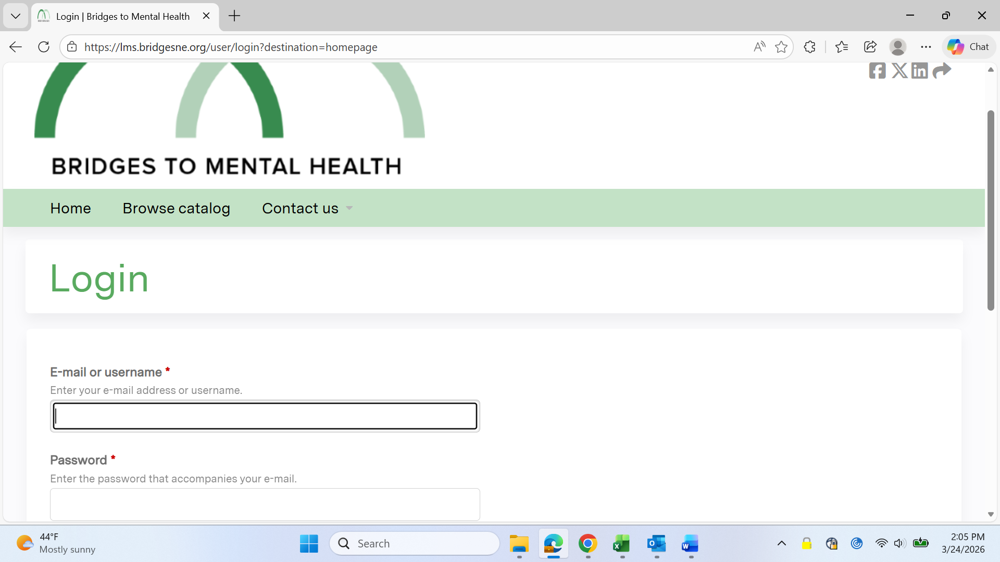 Login | Bridges to Mental Health
https://lms.bridgesne.org/user/login?destination=homepage
Chat
BRIDGES TO MENTAL HEALTH
Home
Browse catalog
Contact us
Login
E-mail or username *
Enter your e-mail address or username.
Password *
Enter the password that accompanies your e-mail.
44°F
Mostly sunny
Search
2:05 PM
3/24/2026